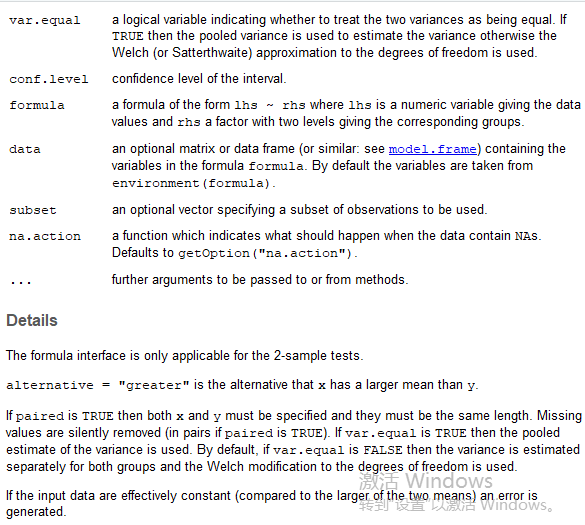 var.equal a logical variable indicating whether to treat the two variances as being equal. If
TRUE then the pooled variance is used to estimate the variance otherwise the
Welch (or Satterthwaite) approximation to the degrees of freedom is used.
conf.level confidence level of the interval.
formula a formula of the form lhs ~ rhs where lhs is a numeric variable giving the data
values and rhs a factor with two levels giving the corresponding groups.
data an optional matrix or data frame (or similar: see model.frame) containing the
variables in the formula formula. By default the variables are taken from
environment(formula).
subset an optional vector specifying a subset of observations to be used.
na.action a function which indicates what should happen when the data contain NAs.
Defaults to getOption("na.action").
... further arguments to be passed to or from methods.
Details
The formula interface is only applicable for the 2-sample tests.
alternative = "greater" is the alternative that x has a larger mean than y.
If paired is TRUE then both x and y must be specified and they must be the same length. Missing
values are silently removed (in pairs if paired is TRUE). If var.equal is TRUE then the pooled
estimate of the variance is used. By default, if var.equal is FALSE then the variance is estimated
separately for both groups and the Welch modification to the degrees of freedom is used.
激活 Windows
If the input data are effectively constant (compared to the larger of the two means) an error is
转到"设置"以激活 Windows。
generated.